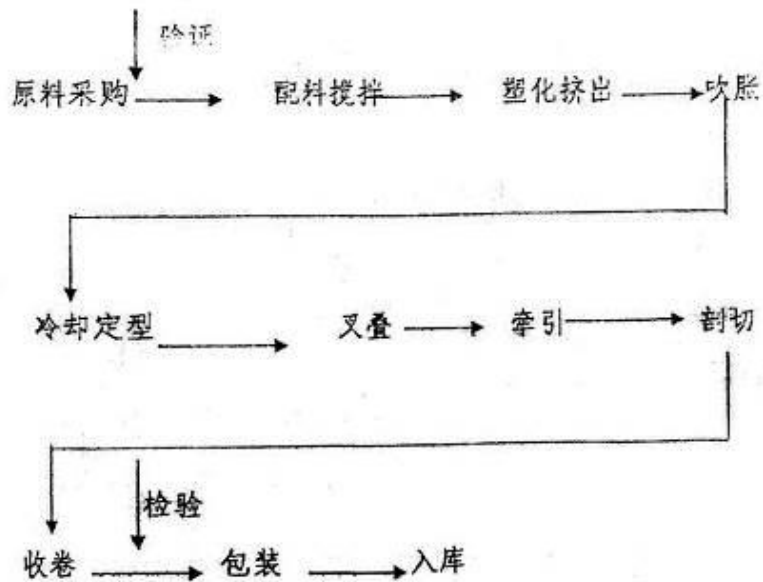 验证
原料采购 配料搅拌 塑化挤出 吹胀
冷却定型 叉叠 牵引 剖切
检验
收卷 包装 入库